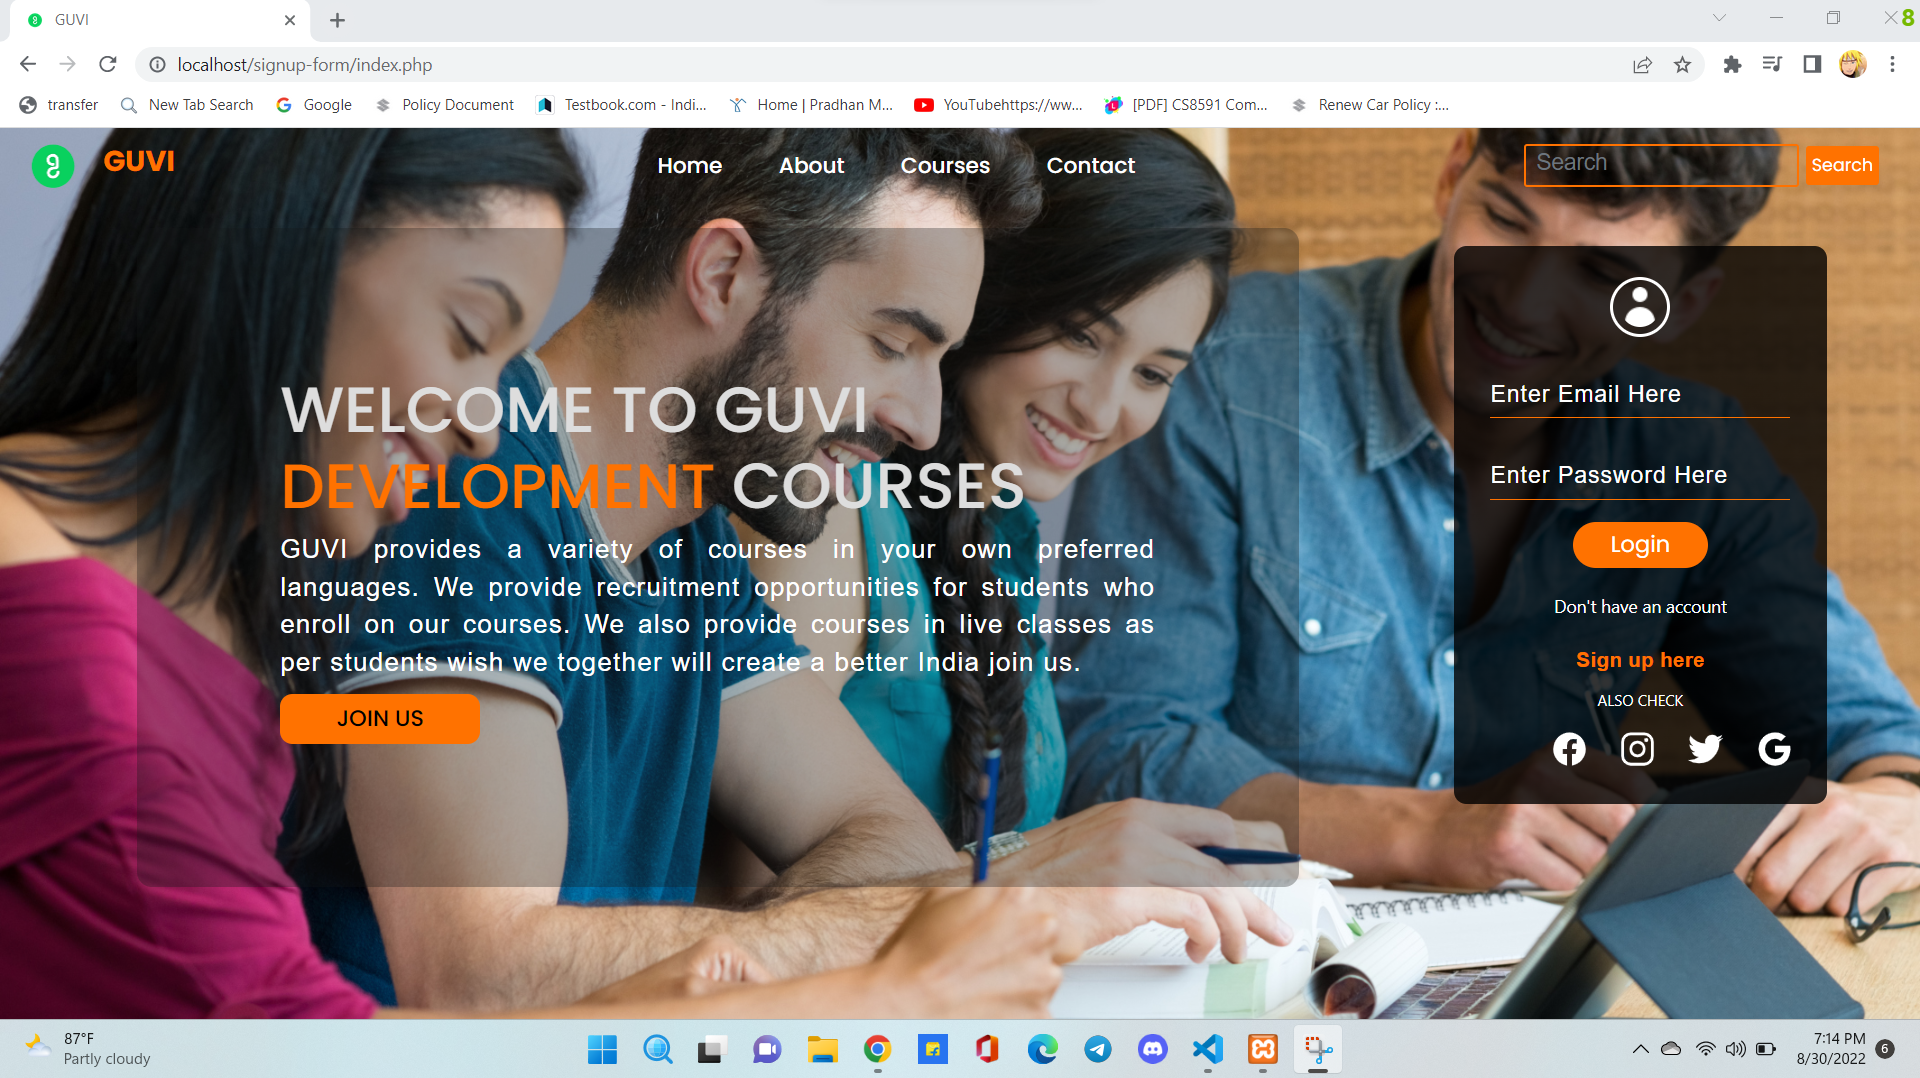 GUVI
8
localhost/signup-form/index.php
transfer
New Tab Search
Google
Policy Document
Testbook.com - Indi...
Home | Pradhan M...
YouTubehttps://ww...
[PDF] CS8591 Com...
Renew Car Policy :...
GUVI
Home
About
Courses
Contact
Search
Search
WELCOME TO GUVI
DEVELOPMENT COURSES
GUVI provides a variety of courses in your own preferred
languages. We provide recruitment opportunities for students who
enroll on our courses. We also provide courses in live classes as
per students wish we together will create a better India join us.
JOIN US
Enter Email Here
Enter Password Here
Login
Don't have an account
Sign up here
ALSO CHECK
87°F
Partly cloudy
7:14 PM
8/30/2022
6